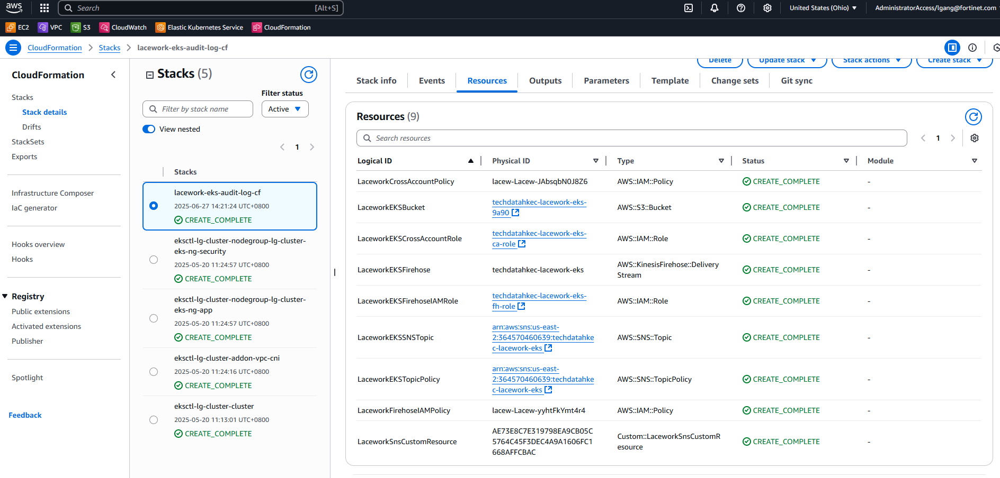 aws
Search [Alt+S]
United States (Ohio)
AdministratorAccess/lgang@fortinet.com
EC2
VPC
S3
CloudWatch
Elastic Kubernetes Service
CloudFormation
CloudFormation
Stacks
lacework-eks-audit-log-cf
CloudFormation
Stacks
Stack details
Drifts
StackSets
Exports
Infrastructure Composer
IaC generator
Hooks overview
Hooks
Registry
Public extensions
Activated extensions
Publisher
Spotlight
Feedback
Stacks (5)
Filter status
Filter by stack name
Active
View nested
1
Stacks
lacework-eks-audit-log-cf
2025-06-27 14:21:24 UTC+0800
CREATE_COMPLETE
eksctl-lg-cluster-nodegroup-lg-cluster-
eks-ng-security
2025-05-20 11:24:57 UTC+0800
CREATE_COMPLETE
eksctl-lg-cluster-nodegroup-lg-cluster-
eks-ng-app
2025-05-20 11:24:57 UTC+0800
CREATE_COMPLETE
eksctl-lg-cluster-addon-vpc-cni
2025-05-20 11:24:16 UTC+0800
CREATE_COMPLETE
eksctl-lg-cluster-cluster
2025-05-20 11:13:01 UTC+0800
CREATE_COMPLETE
Delete
Update stack
Stack actions
Create stack
Stack info
Events
Resources
Outputs
Parameters
Template
Change sets
Git sync
Resources (9)
Search resources
1
Logical ID
Physical ID
Type
Status
Module
LaceworkCrossAccountPolicy
lacew-Lacew-JAbsqbN0J8Z6
AWS::IAM::Policy
CREATE_COMPLETE
-
LaceworkEKSBucket
techdatahkec-lacework-eks-
9a90
AWS::S3::Bucket
CREATE_COMPLETE
-
LaceworkEKSCrossAccountRole
techdatahkec-lacework-eks-
ca-role
AWS::IAM::Role
CREATE_COMPLETE
-
LaceworkEKSFirehose
techdatahkec-lacework-eks
AWS::KinesisFirehose::Delivery
Stream
CREATE_COMPLETE
-
LaceworkEKSFirehoseIAMRole
techdatahkec-lacework-eks-
fh-role
AWS::IAM::Role
CREATE_COMPLETE
-
LaceworkEKSSNSTopic
arn:aws:sns:us-east-
2:364570460639:techdatahke
c-lacework-eks
AWS::SNS::Topic
CREATE_COMPLETE
-
LaceworkEKSTopicPolicy
arn:aws:sns:us-east-
2:364570460639:techdatahke
c-lacework-eks
AWS::SNS::TopicPolicy
CREATE_COMPLETE
-
LaceworkFirehoseIAMPolicy
lacew-Lacew-yyhtFkYmt4r4
AWS::IAM::Policy
CREATE_COMPLETE
-
LaceworkSnsCustomResource
AE73E8C7E319798EA9CB05C
5764C45F3DEC4A9A1606FC1
668AFFCBAC
Custom::LaceworkSnsCustomR
esource
CREATE_COMPLETE
-